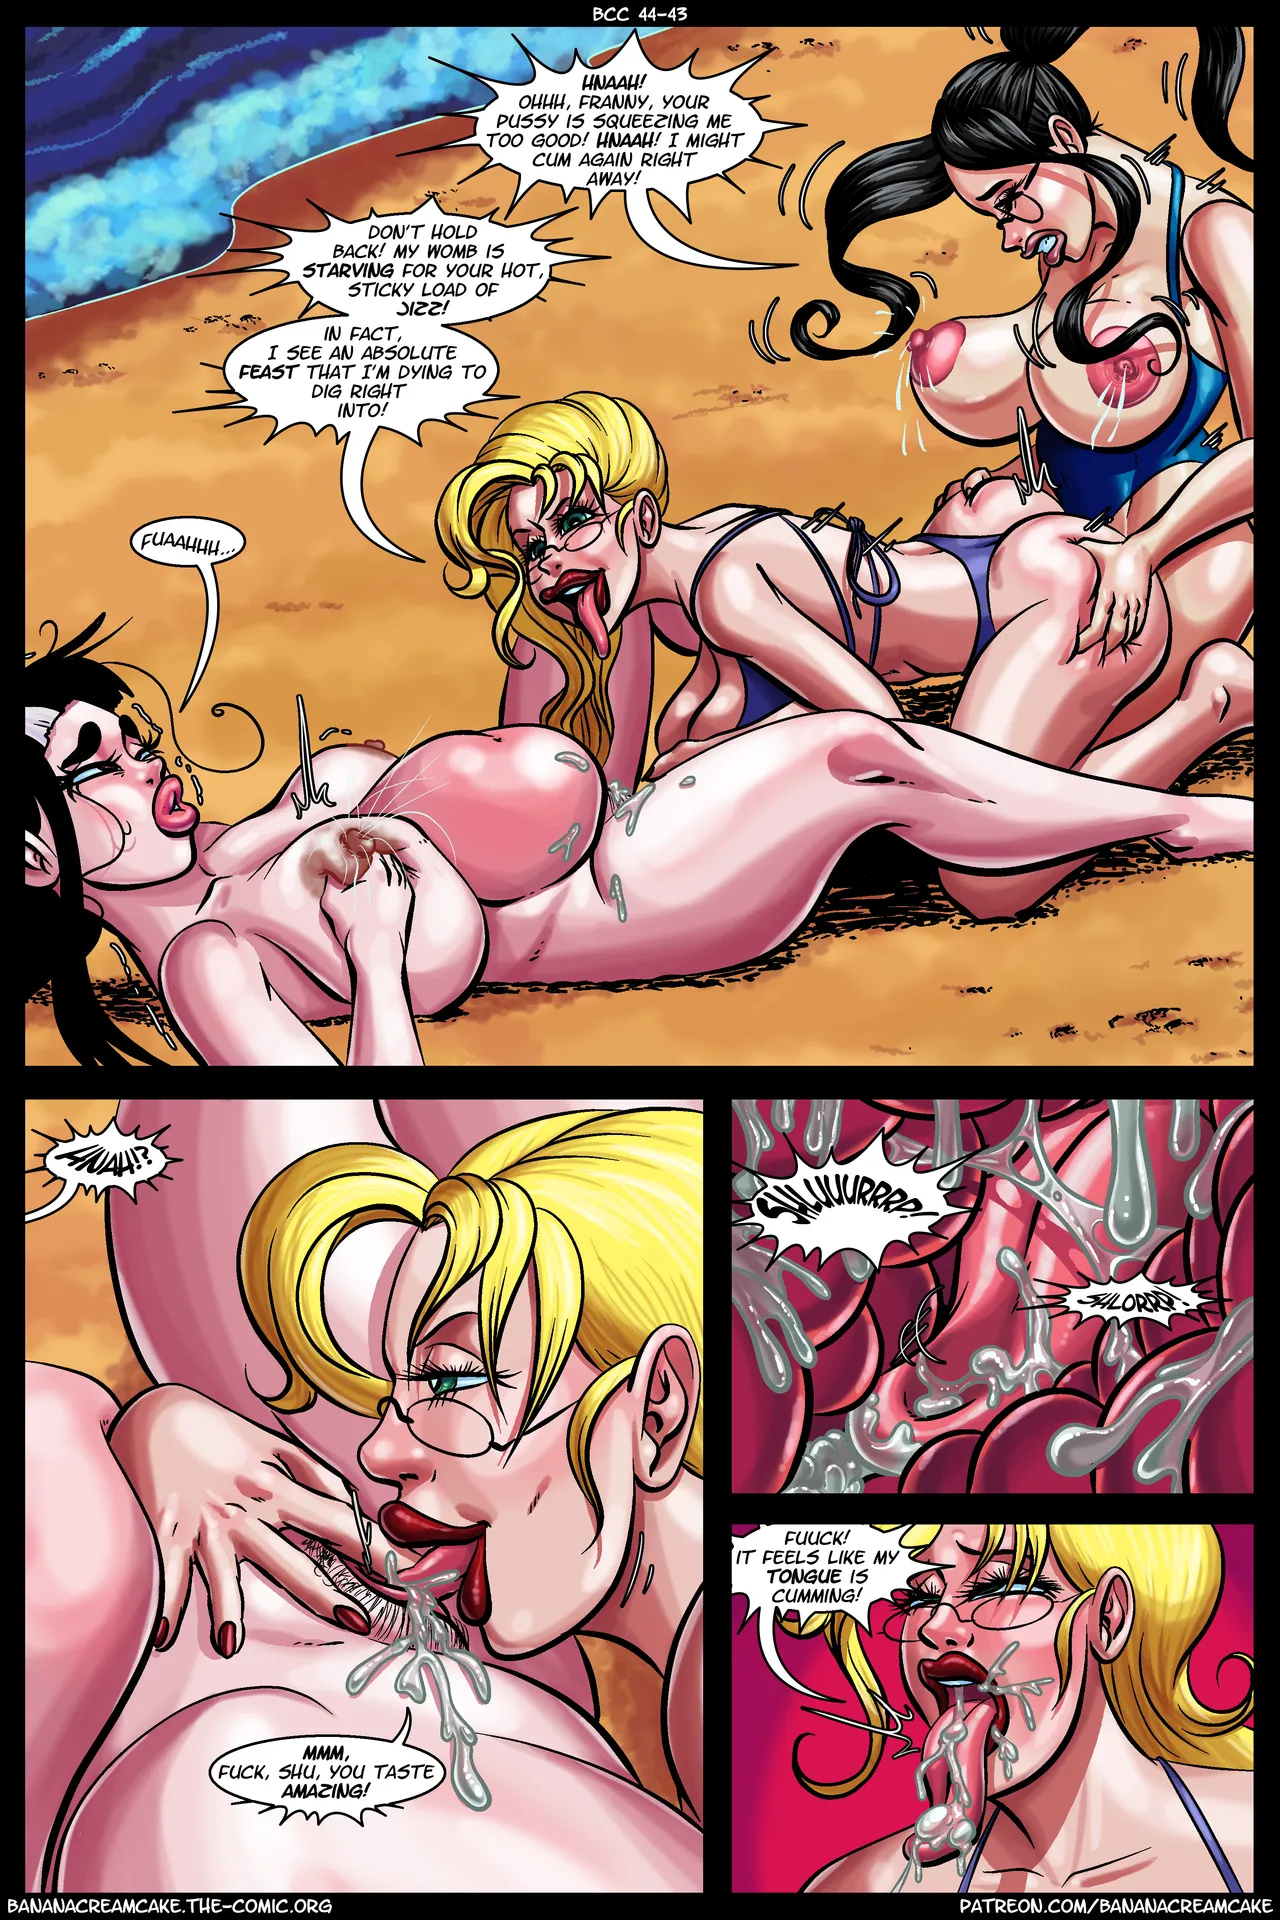 BCC 44-43
HNAAH!
OHHH, FRANNY, YOUR
PUSSY IS SQUEEZING ME
TOO GOOD! HNAAH! I MIGHT
CUM AGAIN RIGHT
AWAY!
DON'T HOLD
BACK! MY WOMB IS
STARVING FOR YOUR HOT,
STICKY LOAD OF
JIZZ!
IN FACT,
I SEE AN ABSOLUTE
FEAST THAT I'M DYING TO
DIG RIGHT
INTO!
FUAAHHH...
HNAH!?
MMM,
FUCK, SHU, YOU TASTE
AMAZING!
SHLUUURRRP!
SHLORRP!
FUUCK!
IT FEELS LIKE MY
TONGUE IS
CUMMING!
BANANACREAMCAKE.THE-COMIC.ORG
PATREON.COM/BANANACREAMCAKE